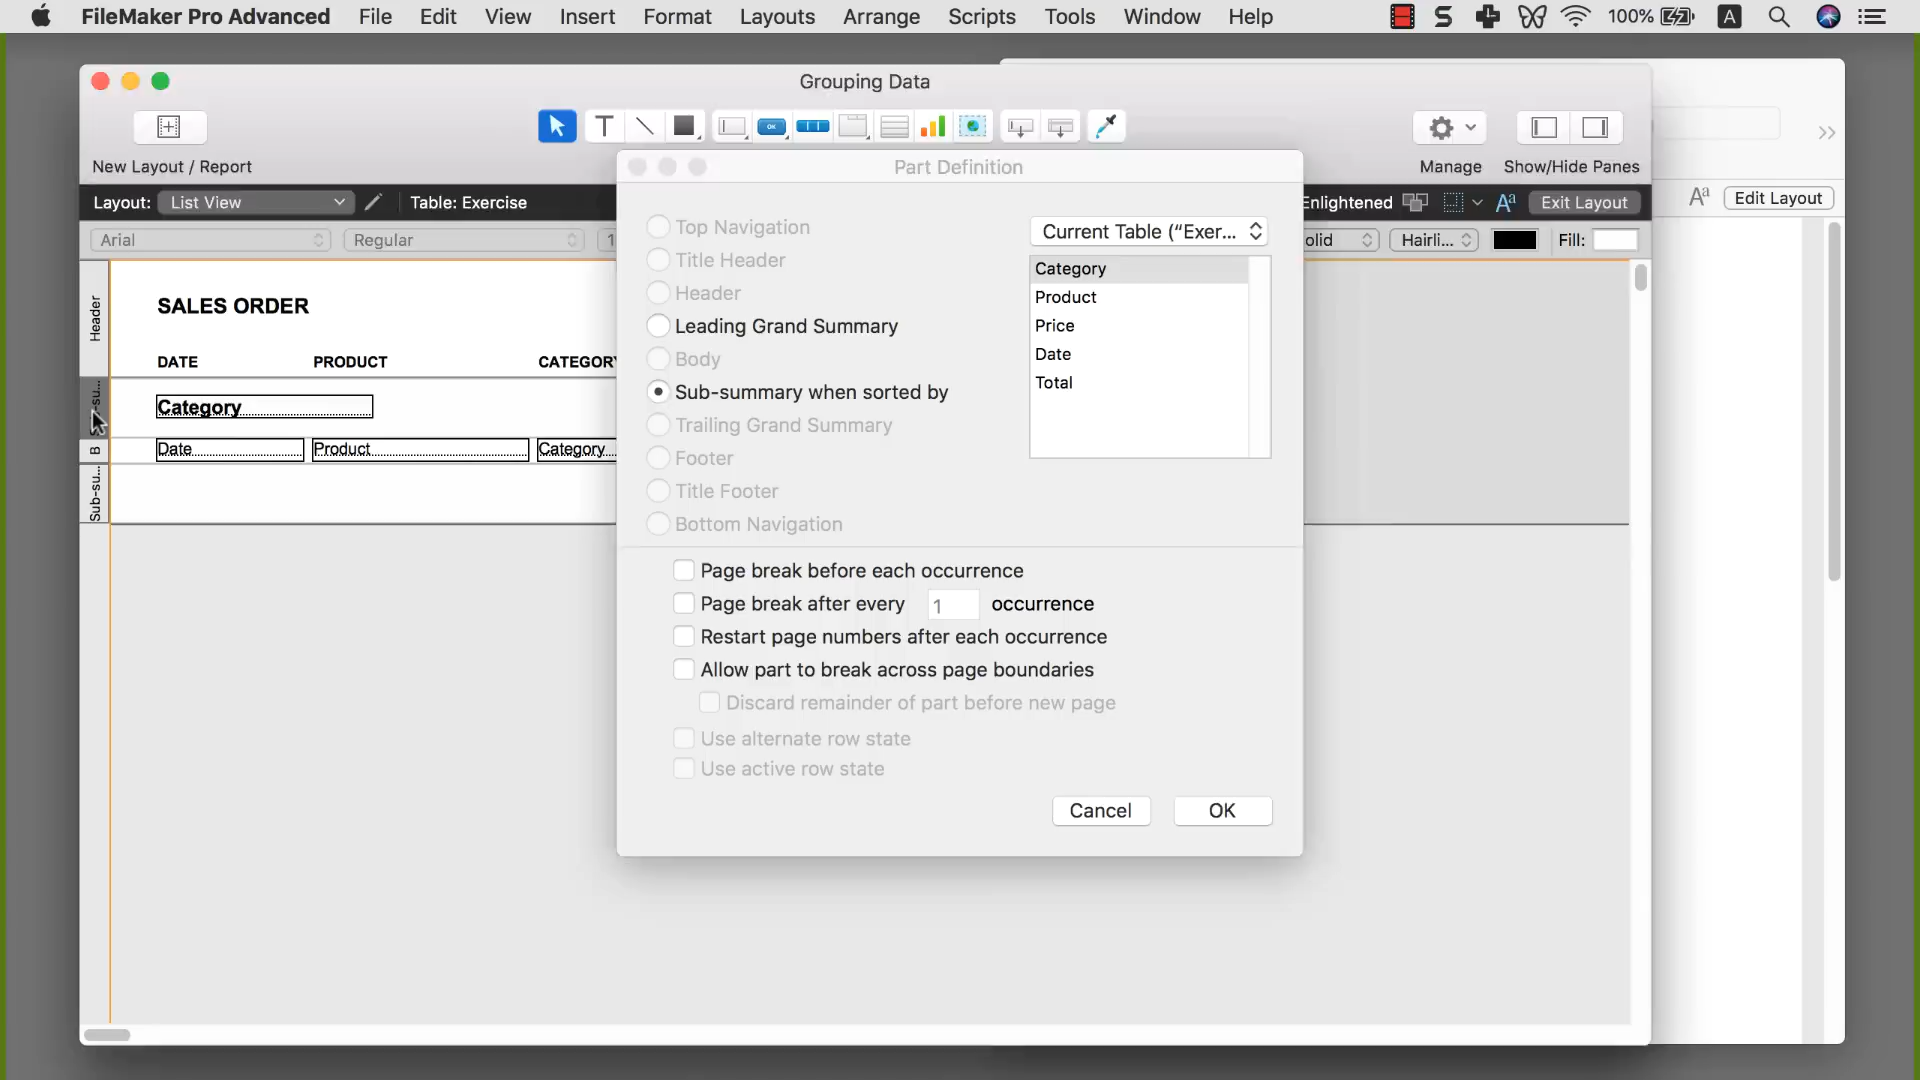 FileMaker Pro Advanced File Edit View Insert Format Layouts Arrange Scripts Tools Window Help 100% A
Grouping Data
New Layout / Report
Manage
Show/Hide Panes
Layout: List View Table: Exercise
Enlightened Exit Layout
Edit Layout
Arial Regular 1
olid Hairli... Fill:
Part Definition
Top Navigation
Title Header
Header
Leading Grand Summary
Body
Sub-summary when sorted by
Trailing Grand Summary
Footer
Title Footer
Bottom Navigation
Current Table (“Exer...
Category
Product
Price
Date
Total
Page break before each occurrence
Page break after every 1 occurrence
Restart page numbers after each occurrence
Allow part to break across page boundaries
Discard remainder of part before new page
Use alternate row state
Use active row state
Cancel OK
Header
SALES ORDER
DATE PRODUCT CATEGORY
Category
B
Date Product Category
Sub-su...